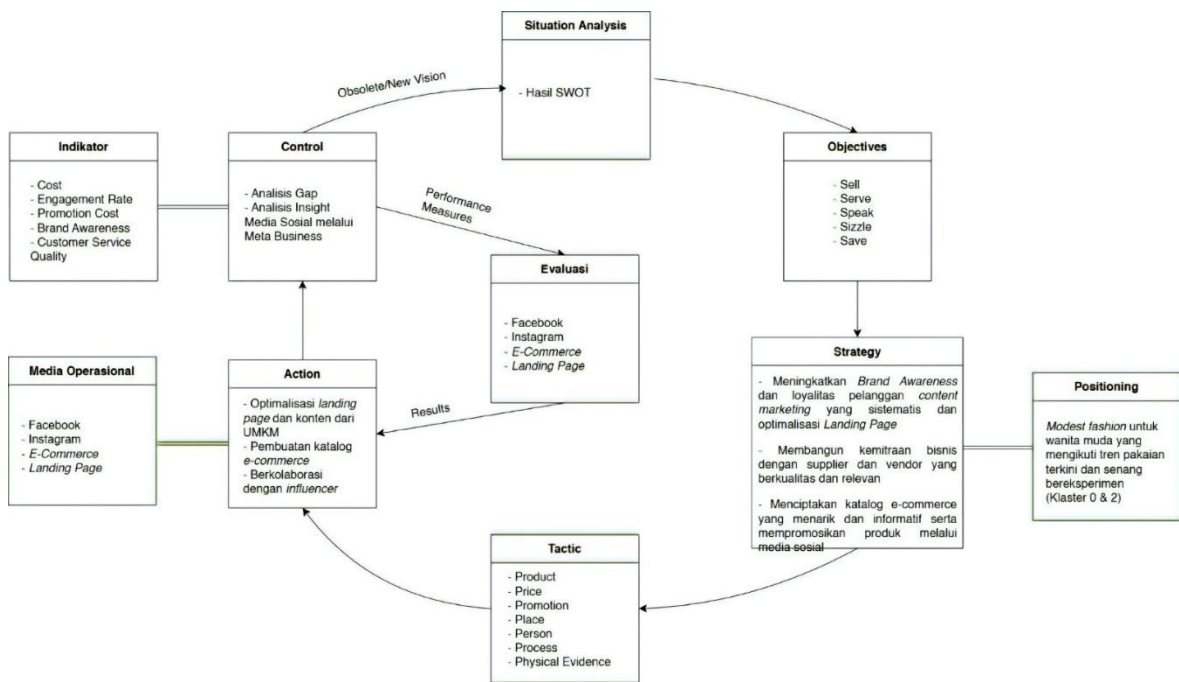 Situation Analysis
- Hasil SWOT
Obsolete/New Vision
Indikator
- Cost
- Engagement Rate
- Promotion Cost
- Brand Awareness
- Customer Service
Quality
Control
- Analisis Gap
- Analisis Insight
Media Sosial melalui
Meta Business
Performance
Measures
Objectives
- Sell
- Serve
- Speak
- Sizzle
- Save
Evaluasi
- Facebook
- Instagram
- E-Commerce
- Landing Page
Results
Media Operasional
- Facebook
- Instagram
- E-Commerce
- Landing Page
Action
- Optimalisasi landing
page dan konten dari
UMKM
- Pembuatan katalog
e-commerce
- Berkolaborasi
dengan influencer
Strategy
- Meningkatkan Brand Awareness
dan loyalitas pelanggan content
marketing yang sistematis dan
optimalisasi Landing Page
- Membangun kemitraan bisnis
dengan supplier dan vendor yang
berkualitas dan relevan
- Menciptakan katalog e-commerce
yang menarik dan informatif serta
mempromosikan produk melalui
media sosial
Positioning
Modest fashion untuk
wanita muda yang
mengikuti tren pakaian
terkini dan senang
bereksperimen
(Klaster 0 & 2)
Tactic
- Product
- Price
- Promotion
- Place
- Person
- Process
- Physical Evidence